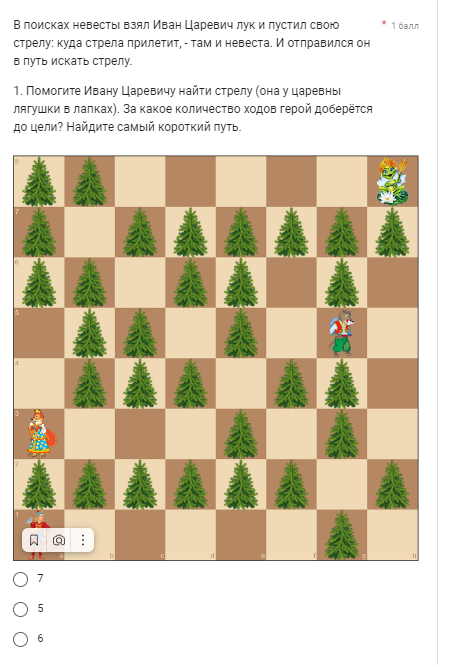 В поисках невесты взял Иван Царевич лук и пустил свою
* 1 балл
стрелу: куда стрела прилетит, - там и невеста. И отправился он
в путь искать стрелу.
1. Помогите Ивану Царевичу найти стрелу (она у царевны
лягушки в лапках). За какое количество ходов герой доберётся
до цели? Найдите самый короткий путь.
8
7
6
5
4
3
2
1
a b c d e f g h
7
5
6